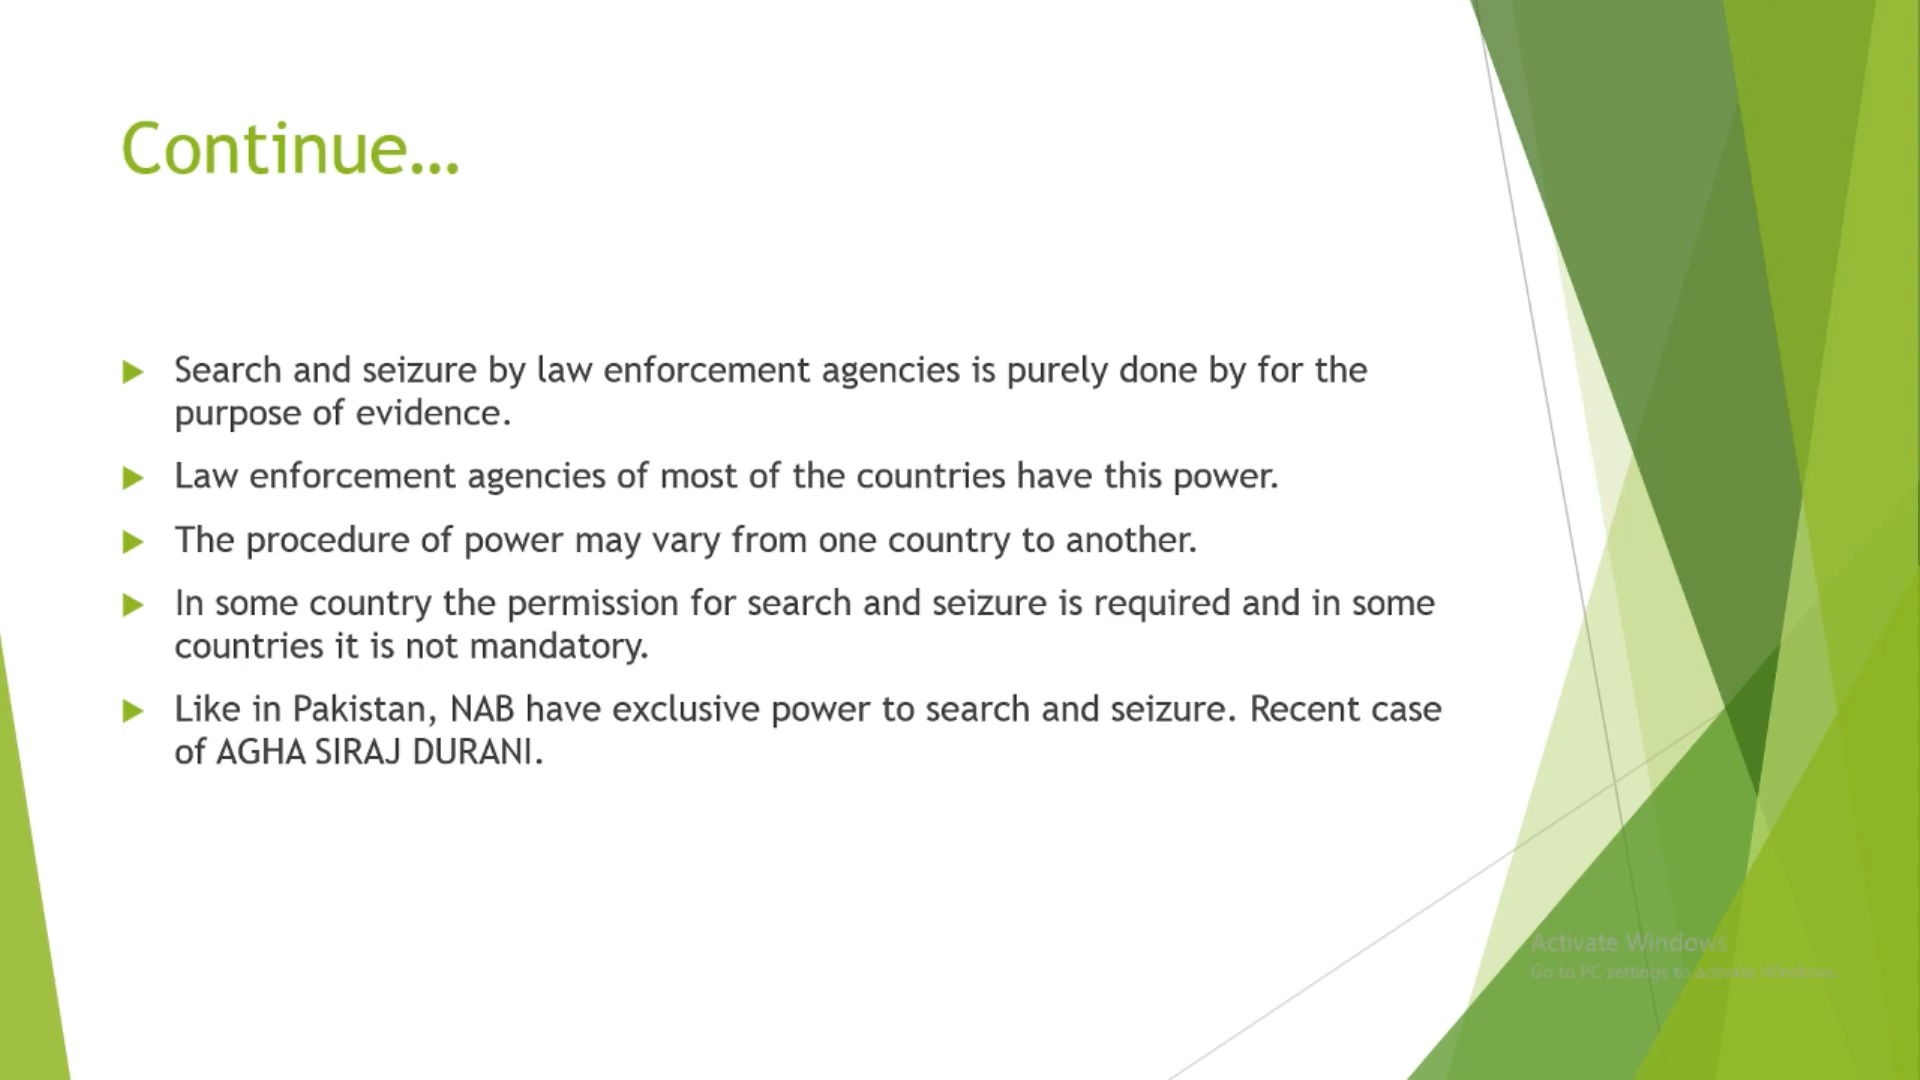 Continue...
Search and seizure by law enforcement agencies is purely done by for the
purpose of evidence.
Law enforcement agencies of most of the countries have this power.
The procedure of power may vary from one country to another.
In some country the permission for search and seizure is required and in some
countries it is not mandatory.
Like in Pakistan, NAB have exclusive power to search and seizure. Recent case
of AGHA SIRAJ DURANI.
Activate Windows
Go to PC settings to activate Windows.